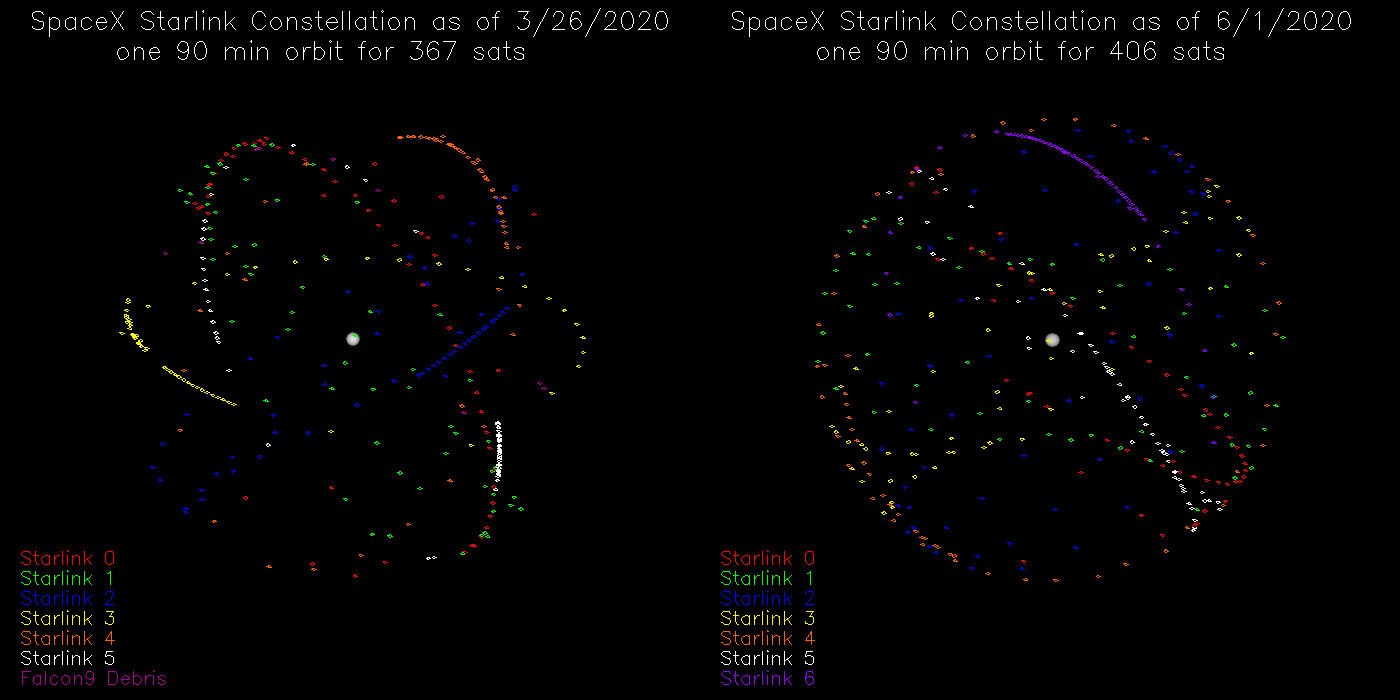 SpaceX Starlink Constellation as of 3/26/2020
one 90 min orbit for 367 sats
Starlink 0
Starlink 1
Starlink 2
Starlink 3
Starlink 4
Starlink 5
Falcon9 Debris
SpaceX Starlink Constellation as of 6/1/2020
one 90 min orbit for 406 sats
Starlink 0
Starlink 1
Starlink 2
Starlink 3
Starlink 4
Starlink 5
Starlink 6